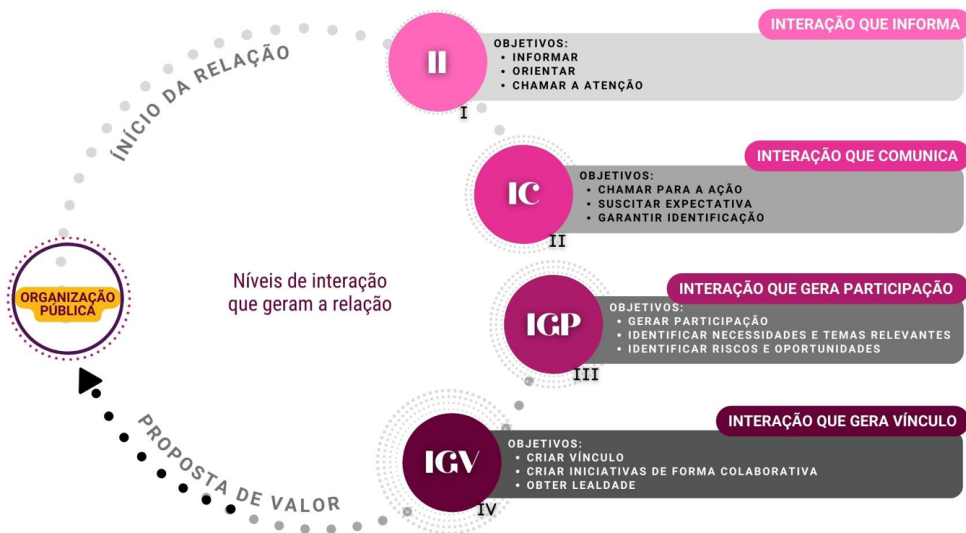 ÍNÍCIO DA RELAÇÃO
II
I
INTERAÇÃO QUE INFORMA
OBJETIVOS:
• INFORMAR
• ORIENTAR
• CHAMAR A ATENÇÃO
IC
II
INTERAÇÃO QUE COMUNICA
OBJETIVOS:
• CHAMAR PARA A AÇÃO
• SUSCITAR EXPECTATIVA
• GARANTIR IDENTIFICAÇÃO
ORGANIZAÇÃO
PÚBLICA
Níveis de interação
que geram a relação
IGP
III
INTERAÇÃO QUE GERA PARTICIPAÇÃO
OBJETIVOS:
• GERAR PARTICIPAÇÃO
• IDENTIFICAR NECESSIDADES E TEMAS RELEVANTES
• IDENTIFICAR RISCOS E OPORTUNIDADES
IGV
IV
INTERAÇÃO QUE GERA VÍNCULO
OBJETIVOS:
• CRIAR VÍNCULO
• CRIAR INICIATIVAS DE FORMA COLABORATIVA
• OBTER LEALDADE
PROPOSTA DE VALOR